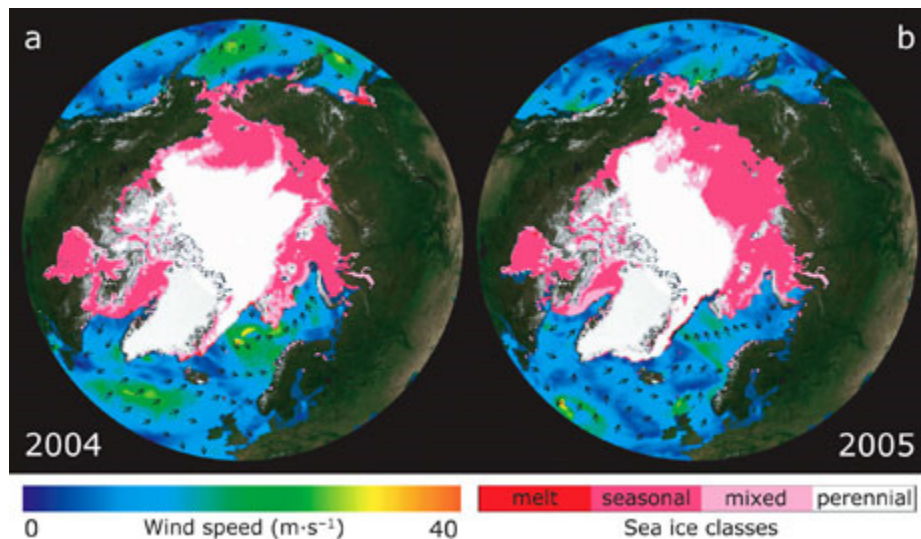 a
b
2004
2005
melt seasonal mixed perennial
0 Wind speed (m·s⁻¹) 40
Sea ice classes